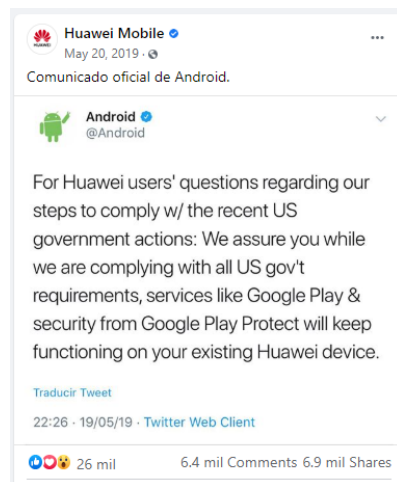 Huawei Mobile
May 20, 2019 ·
Comunicado oficial de Android.
Android
@Android
For Huawei users' questions regarding our
steps to comply w/ the recent US
government actions: We assure you while
we are complying with all US gov't
requirements, services like Google Play &
security from Google Play Protect will keep
functioning on your existing Huawei device.
Traducir Tweet
22:26 · 19/05/19 · Twitter Web Client
26 mil 6.4 mil Comments 6.9 mil Shares